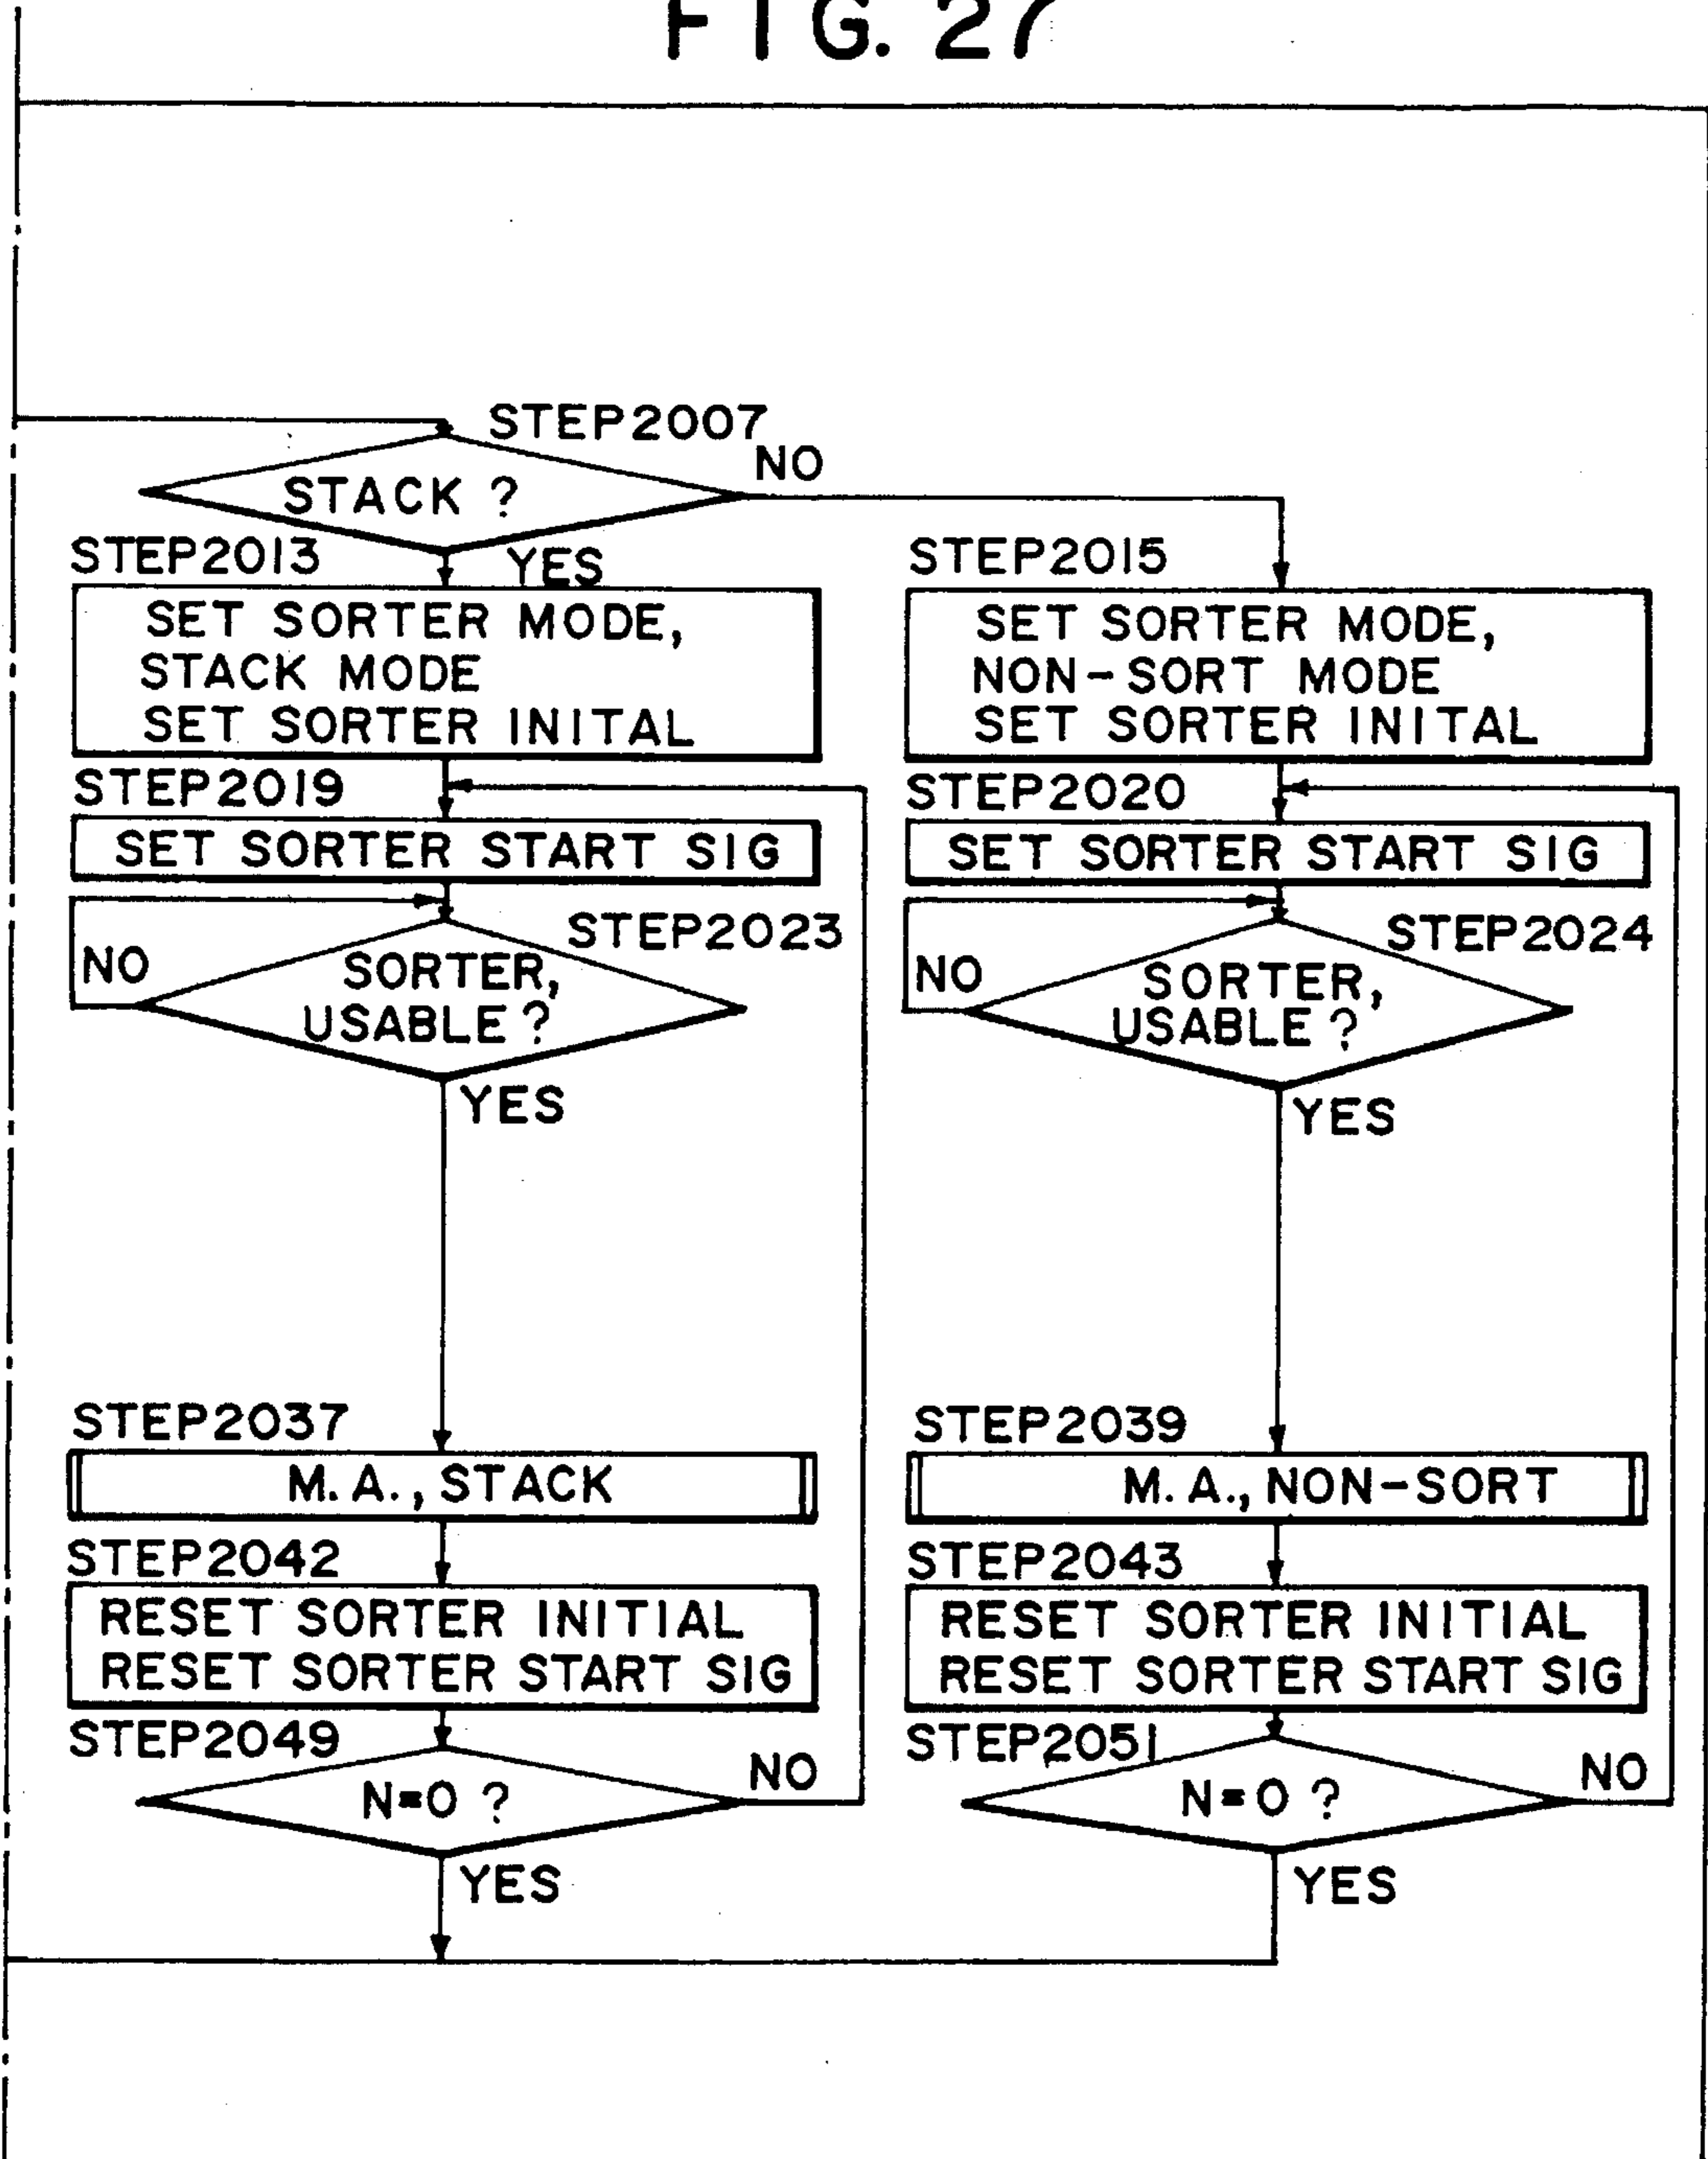 FIG. 27
STEP2007
STACK ?
NO
YES
STEP2013
SET SORTER MODE,
STACK MODE
SET SORTER INITAL
STEP2019
SET SORTER START SIG
STEP2023
NO
SORTER,
USABLE ?
YES
STEP2037
M.A., STACK
STEP2042
RESET SORTER INITIAL
RESET SORTER START SIG
STEP2049
N=0 ?
NO
YES
STEP2015
SET SORTER MODE,
NON-SORT MODE
SET SORTER INITAL
STEP2020
SET SORTER START SIG
STEP2024
NO
SORTER,
USABLE ?
YES
STEP2039
M.A., NON-SORT
STEP2043
RESET SORTER INITIAL
RESET SORTER START SIG
STEP2051
N=0 ?
NO
YES